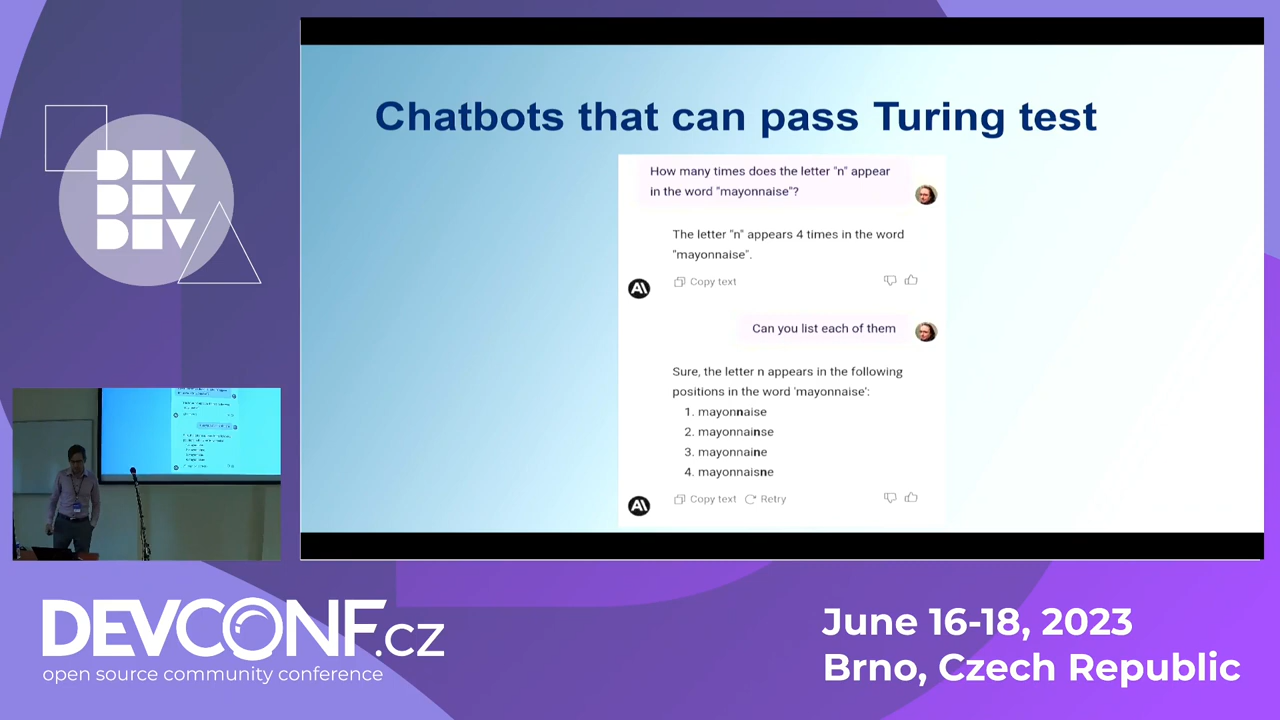 Chatbots that can pass Turing test
How many times does the letter "n" appear
in the word "mayonnaise"?
The letter "n" appears 4 times in the word
"mayonnaise".
Copy text
Can you list each of them
Sure, the letter n appears in the following
positions in the word 'mayonnaise':
1. mayonnaise
2. mayonnainse
3. mayonnaine
4. mayonnaisne
Copy text Retry
DEV
DEV
DEV
DEVCONF.cz
open source community conference
June 16-18, 2023
Brno, Czech Republic